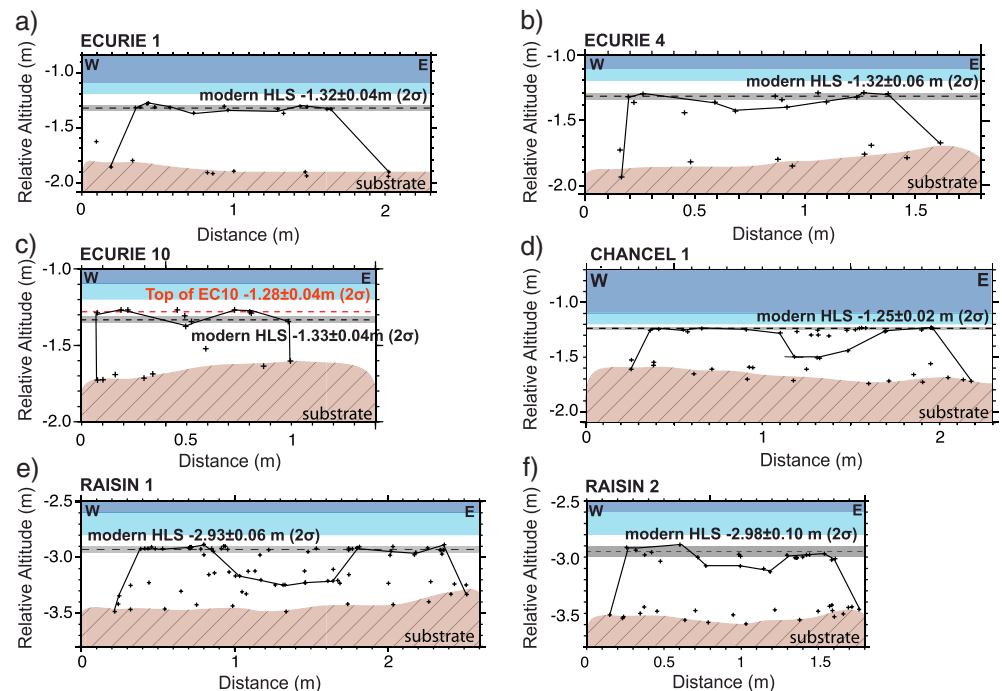 a)
ECURIE 1
Relative Altitude (m)
-1.0
-1.5
-2.0
W
E
modern HLS -1.32±0.04m (2σ)
substrate
0
1
2
Distance (m)
b)
ECURIE 4
Relative Altitude (m)
-1.0
-1.5
-2.0
W
E
modern HLS -1.32±0.06 m (2σ)
substrate
0
0.5
1
1.5
Distance (m)
c)
ECURIE 10
Relative Altitude (m)
-1.0
-1.5
-2.0
W
E
Top of EC10 -1.28±0.04m (2σ)
modern HLS -1.33±0.04m (2σ)
substrate
0
0.5
1
Distance (m)
d)
CHANCEL 1
Relative Altitude (m)
-1.0
-1.5
-2.0
W
E
modern HLS -1.25±0.02 m (2σ)
substrate
0
1
2
Distance (m)
e)
RAISIN 1
Relative Altitude (m)
-2.5
-3.0
-3.5
W
E
modern HLS -2.93±0.06 m (2σ)
substrate
0
1
2
Distance (m)
f)
RAISIN 2
Relative Altitude (m)
-2.5
-3.0
-3.5
W
E
modern HLS -2.98±0.10 m (2σ)
substrate
0
0.5
1
1.5
Distance (m)